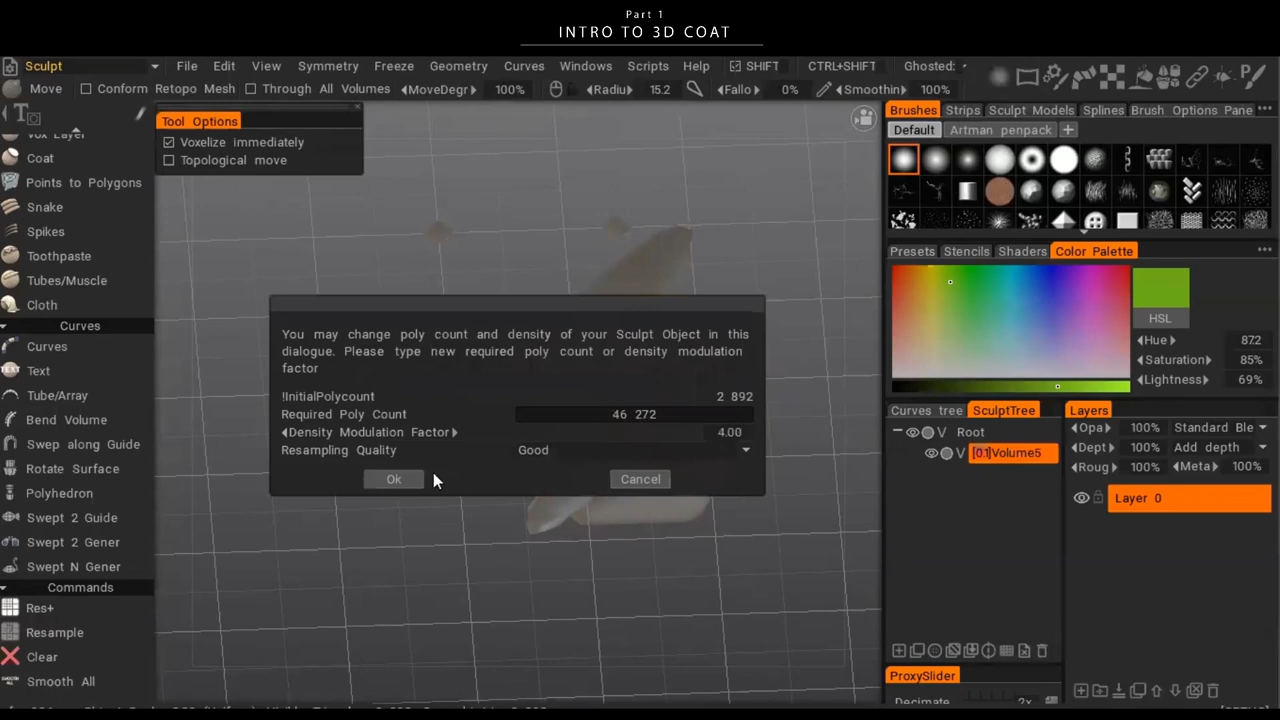 Part 1
INTRO TO 3D COAT
Sculpt
File Edit View Symmetry Freeze Geometry Curves Windows Scripts Help SHIFT CTRL+SHIFT Ghosted:
Move Conform Retopo Mesh Through All Volumes MoveDegr 100% Radiu 15.2 Fallo 0% Smoothin 100%
Tool Options
Voxelize immediately
Topological move
Vox Layer
Coat
Points to Polygons
Snake
Spikes
Toothpaste
Tubes/Muscle
Cloth
Curves
Curves
Text
Tube/Array
Bend Volume
Swep along Guide
Rotate Surface
Polyhedron
Swept 2 Guide
Swept 2 Gener
Swept N Gener
Commands
Res+
Resample
Clear
Smooth All
You may change poly count and density of your Sculpt Object in this
dialogue. Please type new required poly count or density modulation
factor
!InitialPolycount 2 892
Required Poly Count 46 272
Density Modulation Factor 4.00
Resampling Quality Good
Ok Cancel
Brushes Strips Sculpt Models Splines Brush Options Pane
Default Artman penpack
Presets Stencils Shaders Color Palette
HSL
Hue 872
Saturation 85%
Lightness 69%
Curves tree SculptTree
V Root
V [0.1]Volume5
ProxySlider
Decimate 2x
Layers
Opa 100% Standard Ble
Dept 100% Add depth
Roug 100% Meta 100%
Layer 0